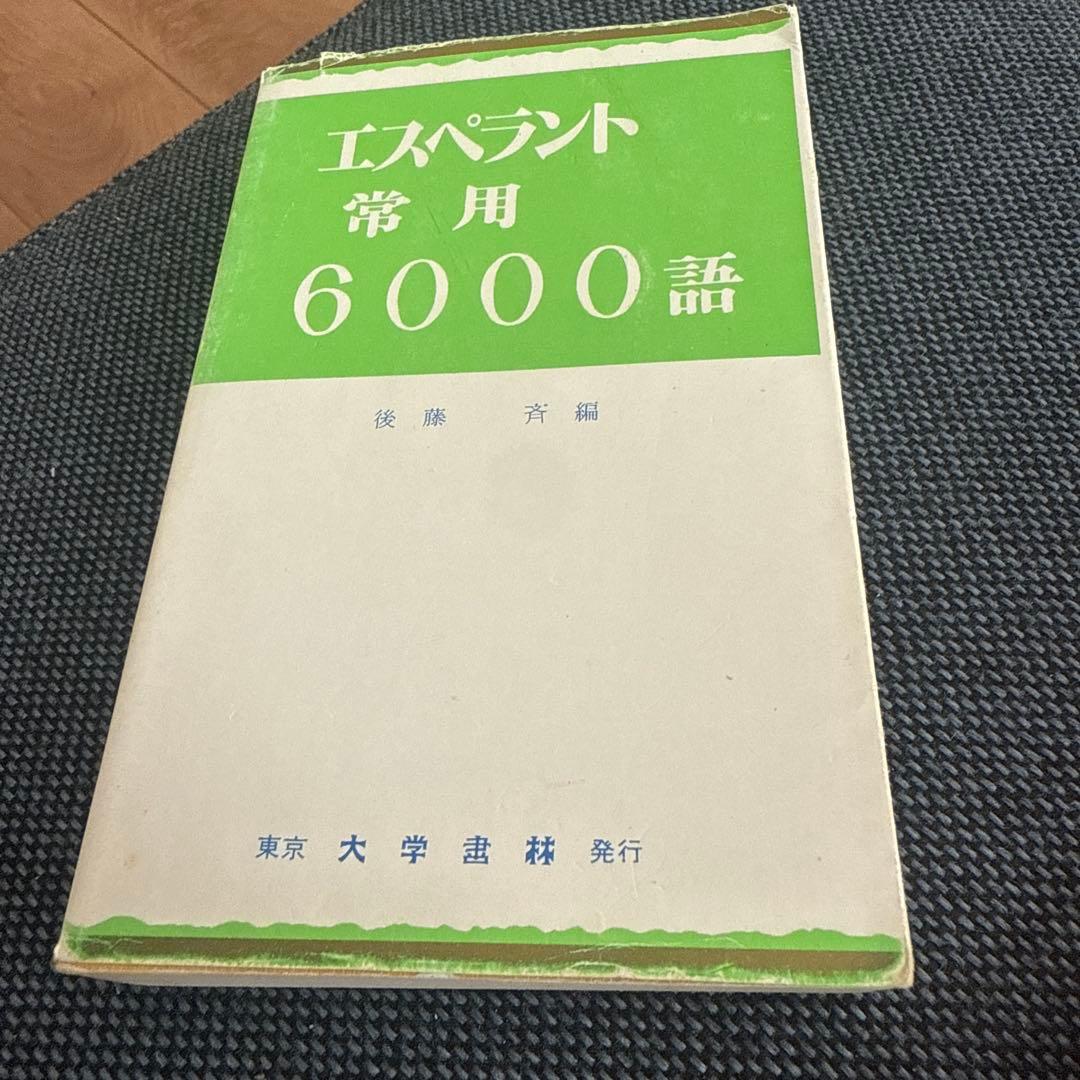 エスペラント
常用
6000語
後藤 斉編
東京 大学書林 発行